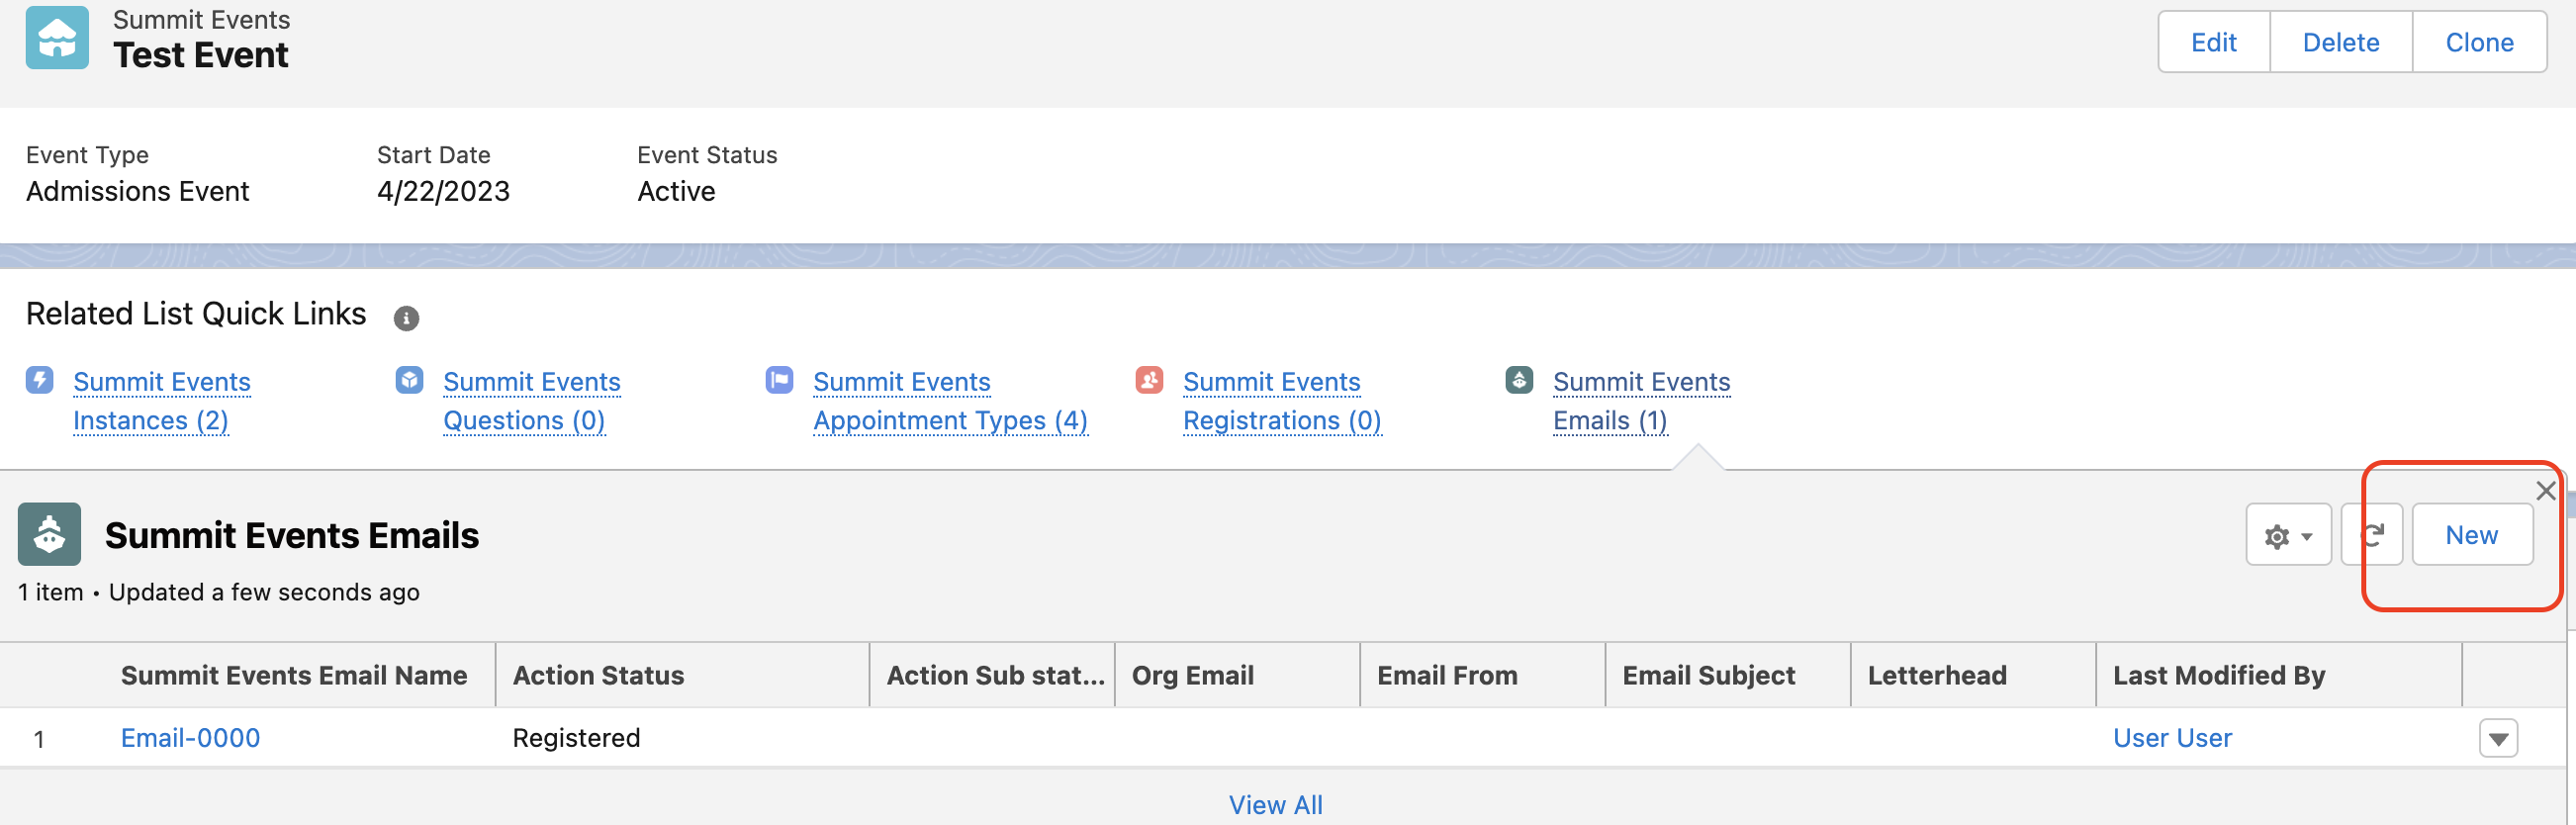 Summit Events
Test Event
Edit Delete Clone
Event Type Start Date Event Status
Admissions Event 4/22/2023 Active
Related List Quick Links
Summit Events Summit Events Summit Events Summit Events Summit Events
Instances (2) Questions (0) Appointment Types (4) Registrations (0) Emails (1)
Summit Events Emails
New
1 item • Updated a few seconds ago
Summit Events Email Name Action Status Action Sub stat... Org Email Email From Email Subject Letterhead Last Modified By
1 Email-0000 Registered User User
View All